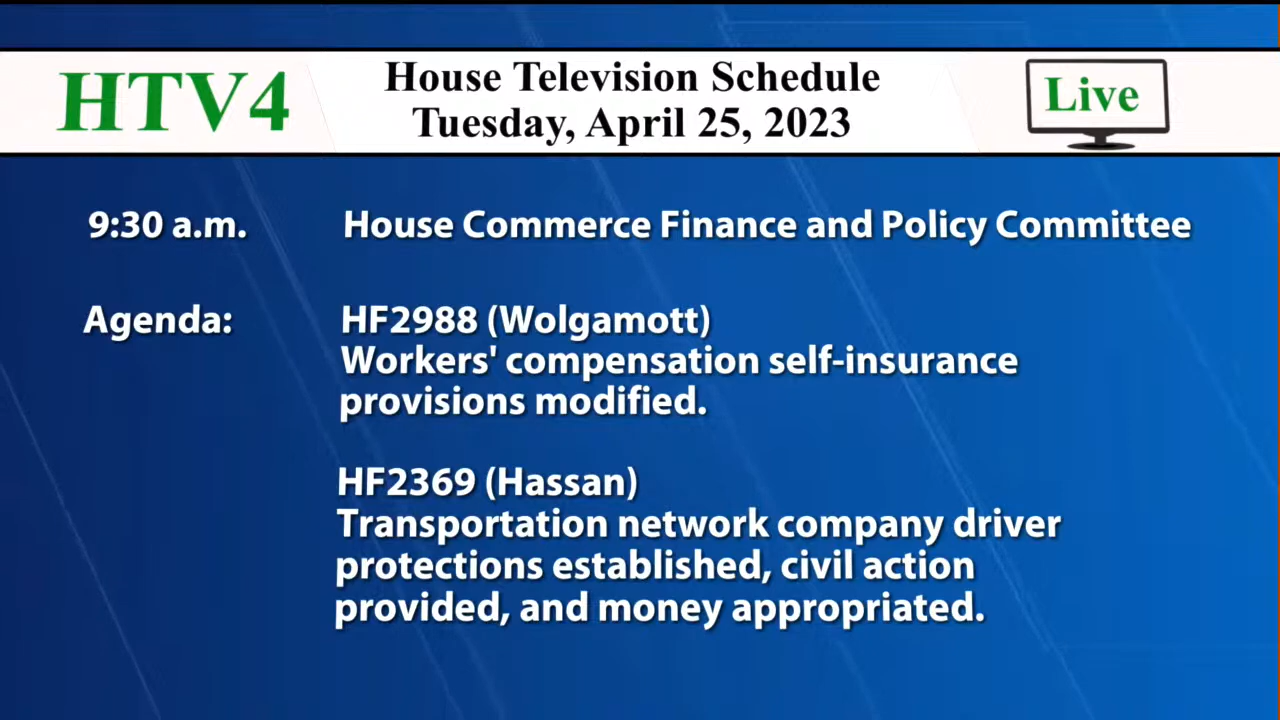 HTV4
House Television Schedule
Tuesday, April 25, 2023
Live
9:30 a.m. House Commerce Finance and Policy Committee
Agenda: HF2988 (Wolgamott)
Workers' compensation self-insurance
provisions modified.
HF2369 (Hassan)
Transportation network company driver
protections established, civil action
provided, and money appropriated.